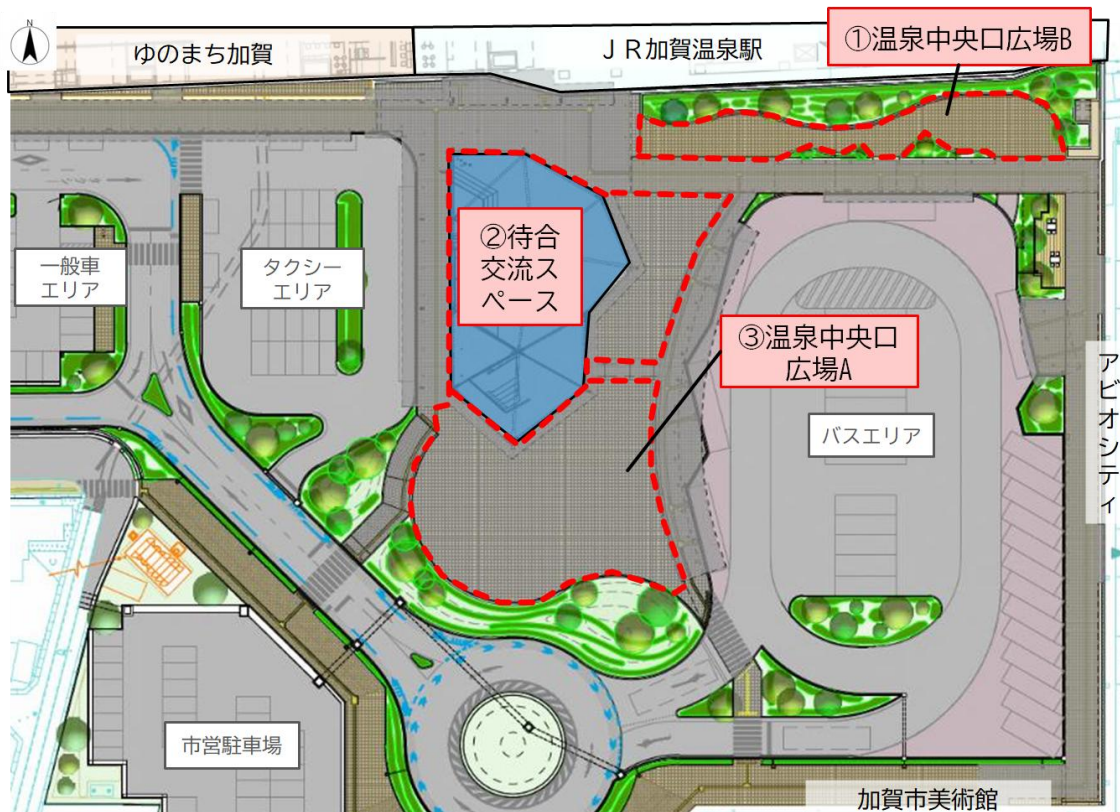 N
ゆのまち加賀
ＪＲ加賀温泉駅
①温泉中央口広場B
②待合
交流ス
ペース
一般車
エリア
タクシー
エリア
③温泉中央口
広場A
バスエリア
アビオシティ
市営駐車場
加賀市美術館